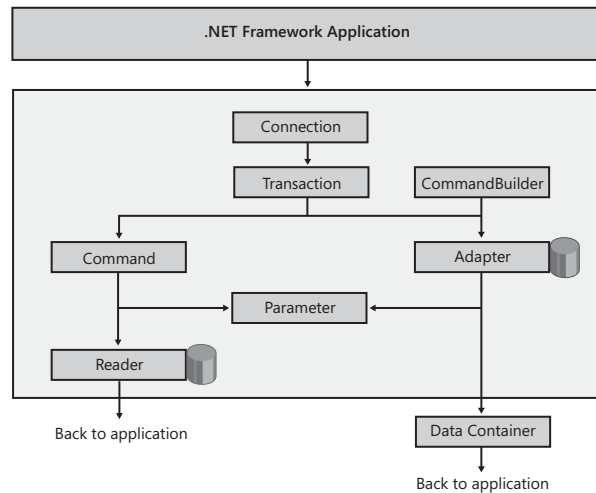 .NET Framework Application
Connection
Transaction
CommandBuilder
Command
Adapter
Parameter
Reader
Back to application
Data Container
Back to application